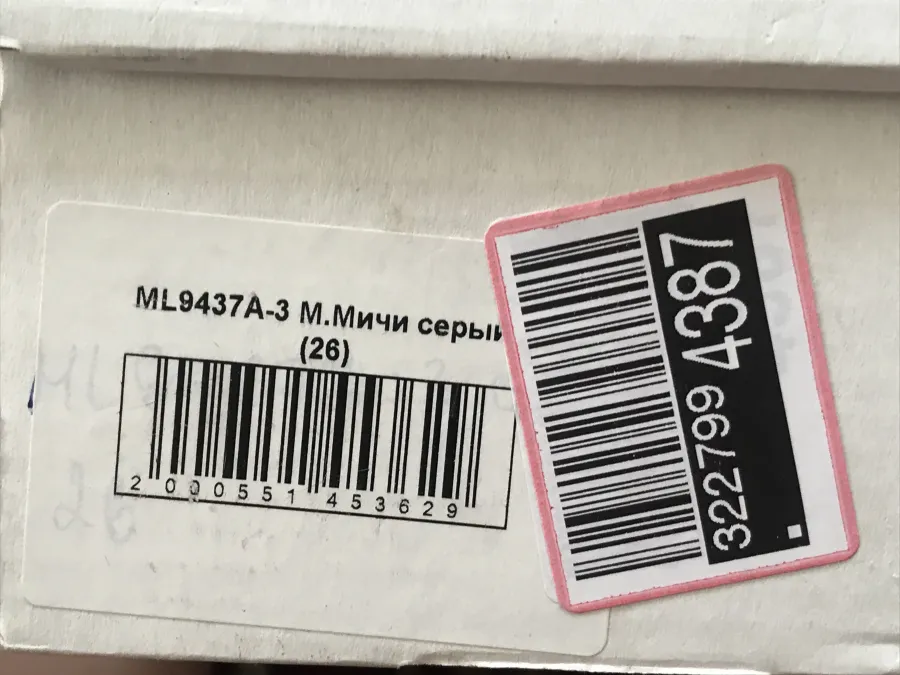 ML9437A-3 М.Мичи серый
(26)
2 000551 453629
322799 4387